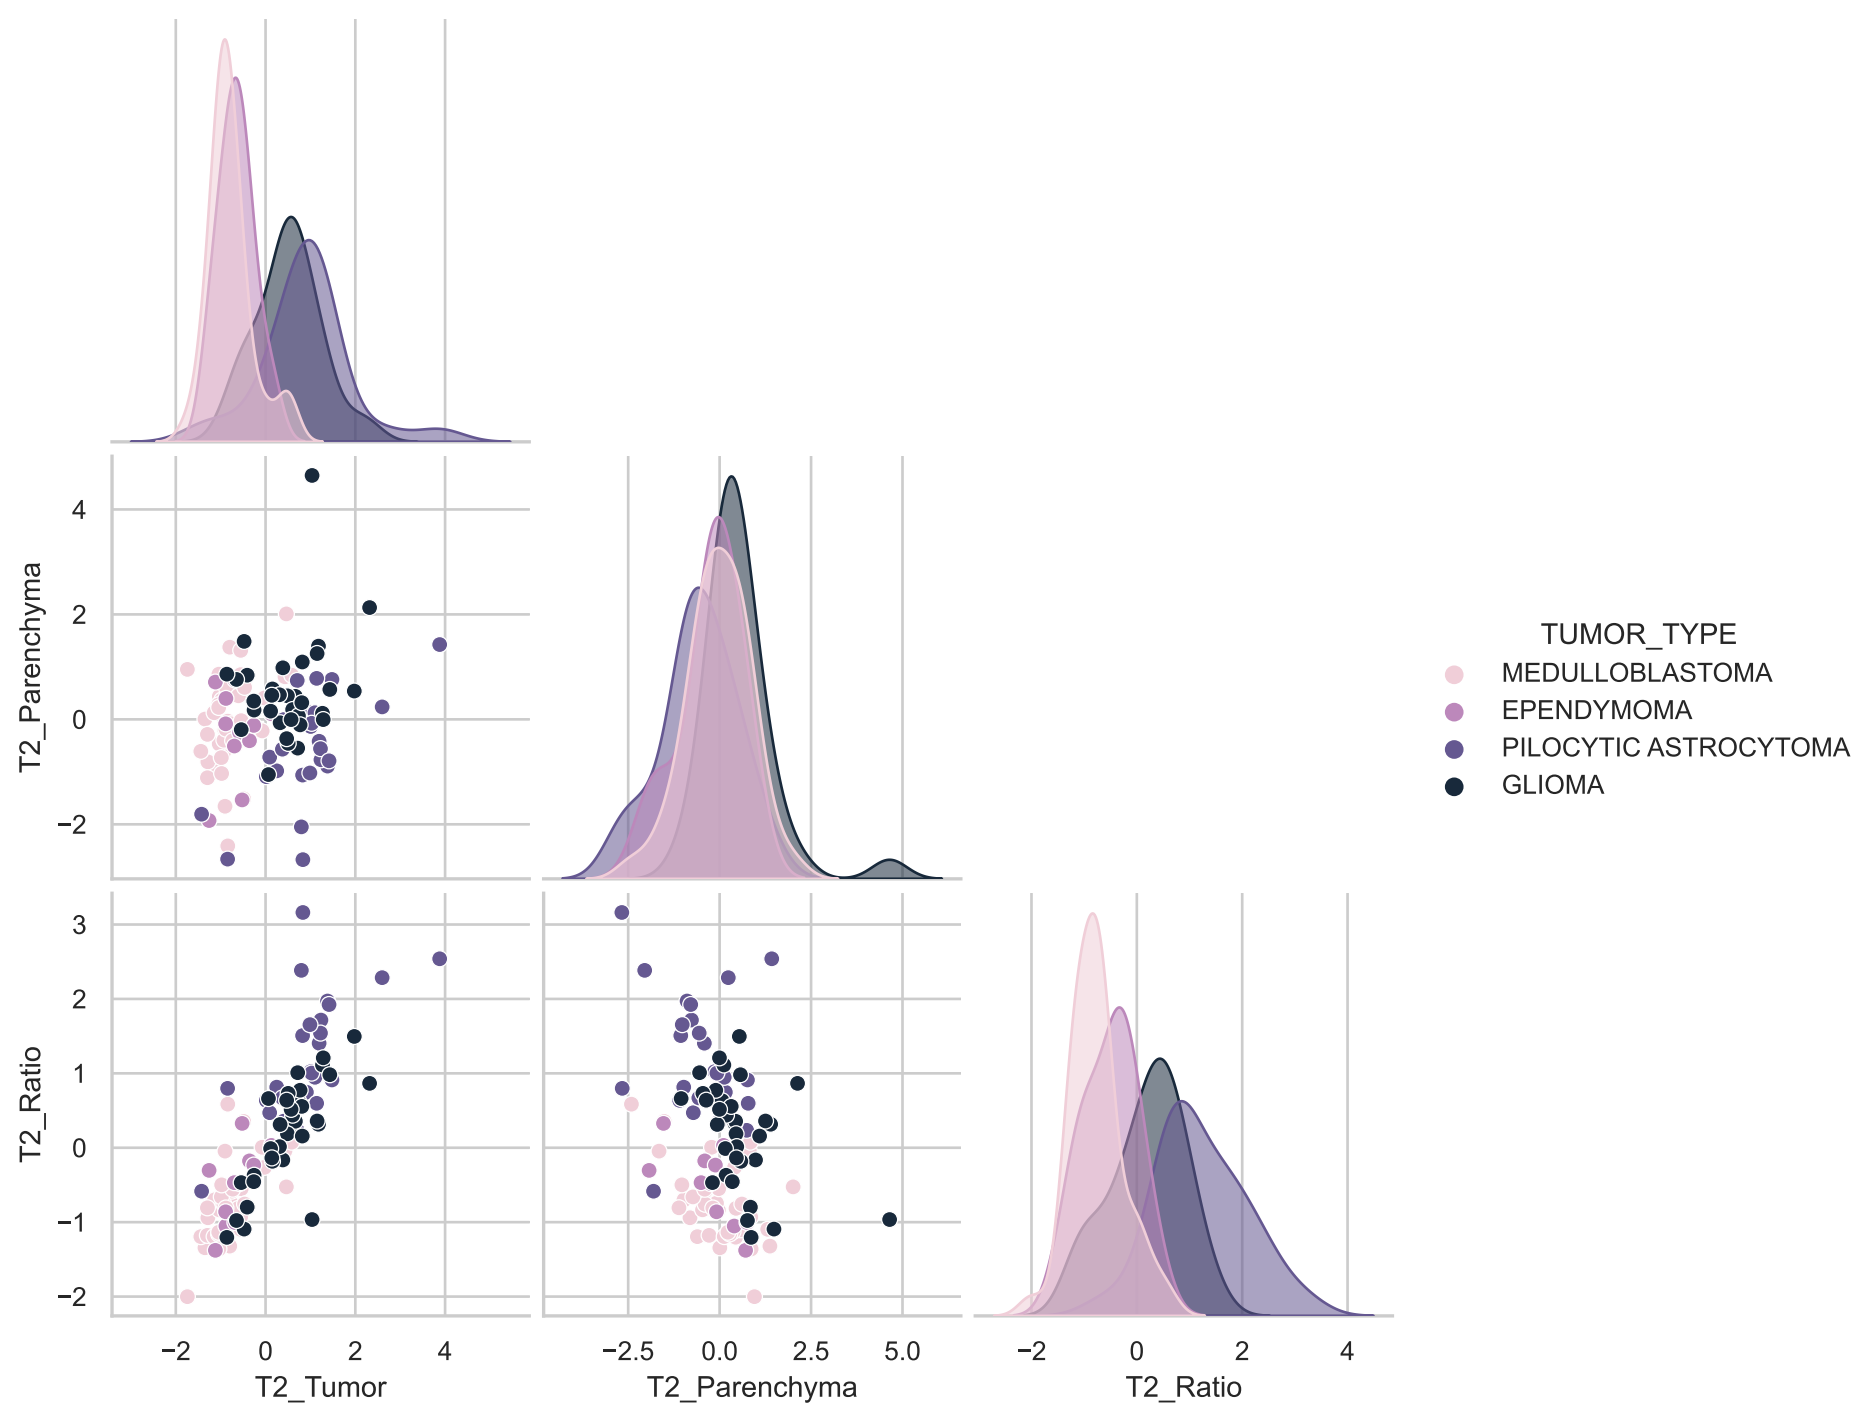 4
2
0
−2
T2_Parenchyma
TUMOR_TYPE
MEDULLOBLASTOMA
EPENDYMOMA
PILOCYTIC ASTROCYTOMA
GLIOMA
3
2
1
0
−1
−2
T2_Ratio
−2 0 2 4
−2.5 0.0 2.5 5.0
−2 0 2 4
T2_Tumor
T2_Parenchyma
T2_Ratio